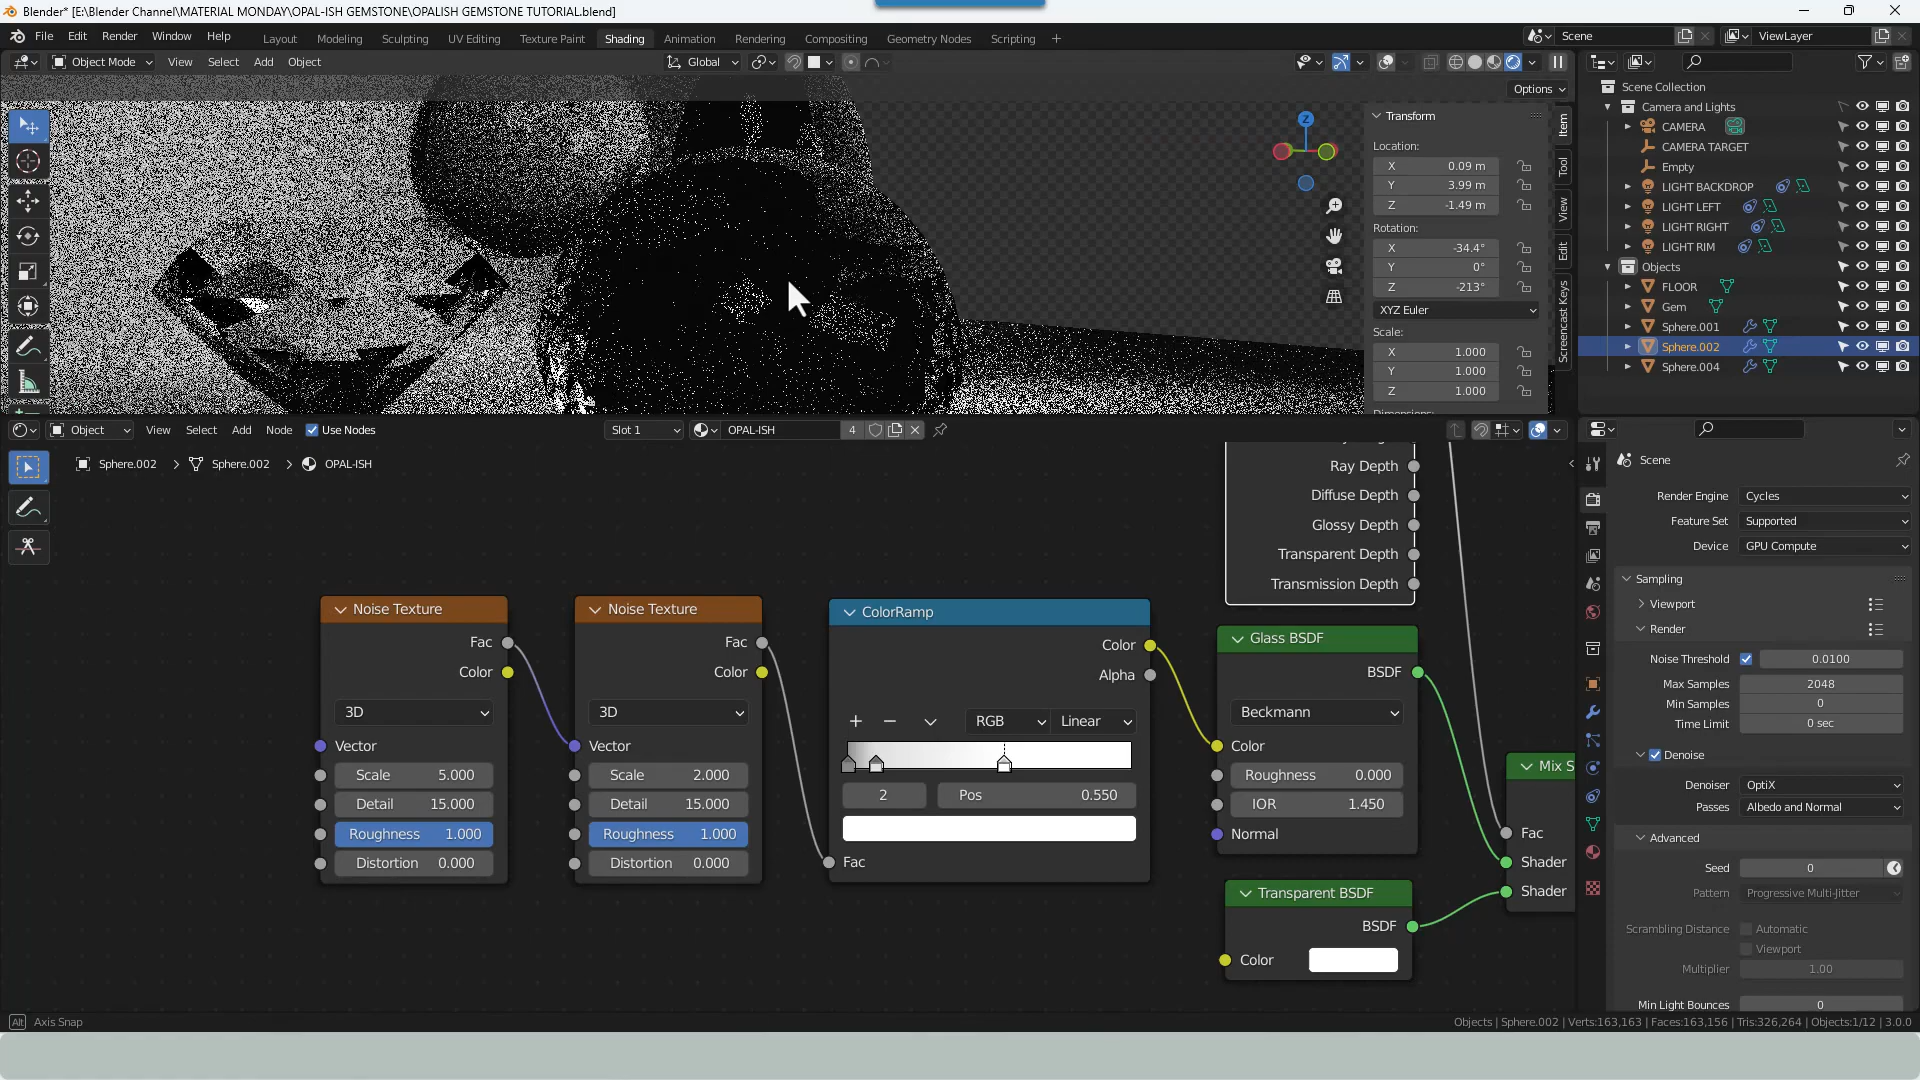 Blender* [E:\Blender Channel\MATERIAL MONDAY\OPAL-ISH GEMSTONE\OPALISH GEMSTONE TUTORIAL.blend]
File Edit Render Window Help Layout Modeling Sculpting UV Editing Texture Paint Shading Animation Rendering Compositing Geometry Nodes Scripting + Scene ViewLayer
Object Mode View Select Add Object Global
Options
Transform
Location:
X 0.09 m
Y 3.99 m
Z -1.49 m
Rotation:
X -34.4°
Y 0°
Z -213°
XYZ Euler
Scale:
X 1.000
Y 1.000
Z 1.000
Item
Tool
View
Edit
Screencast Keys
Z
Scene Collection
Camera and Lights
CAMERA
CAMERA TARGET
Empty
LIGHT BACKDROP
LIGHT LEFT
LIGHT RIGHT
LIGHT RIM
Objects
FLOOR
Gem
Sphere.001
Sphere.002
Sphere.004
Object View Select Add Node Use Nodes Slot 1 OPAL-ISH 4
Sphere.002 > Sphere.002 > OPAL-ISH
Ray Depth
Diffuse Depth
Glossy Depth
Transparent Depth
Transmission Depth
Noise Texture
Fac
Color
3D
Vector
Scale 5.000
Detail 15.000
Roughness 1.000
Distortion 0.000
Noise Texture
Fac
Color
3D
Vector
Scale 2.000
Detail 15.000
Roughness 1.000
Distortion 0.000
ColorRamp
Color
Alpha
+ − RGB Linear
2 Pos 0.550
Fac
Glass BSDF
BSDF
Beckmann
Color
Roughness 0.000
IOR 1.450
Normal
Transparent BSDF
BSDF
Color
Mix S
Fac
Shader
Shader
Scene
Render Engine Cycles
Feature Set Supported
Device GPU Compute
Sampling
Viewport
Render
Noise Threshold 0.0100
Max Samples 2048
Min Samples 0
Time Limit 0 sec
Denoise
Denoiser OptiX
Passes Albedo and Normal
Advanced
Seed 0
Pattern Progressive Multi-Jitter
Scrambling Distance Automatic
Viewport
Multiplier 1.00
Min Light Bounces 0
Alt Axis Snap
Objects | Sphere.002 | Verts:163,163 | Faces:163,156 | Tris:326,264 | Objects:1/12 | 3.0.0